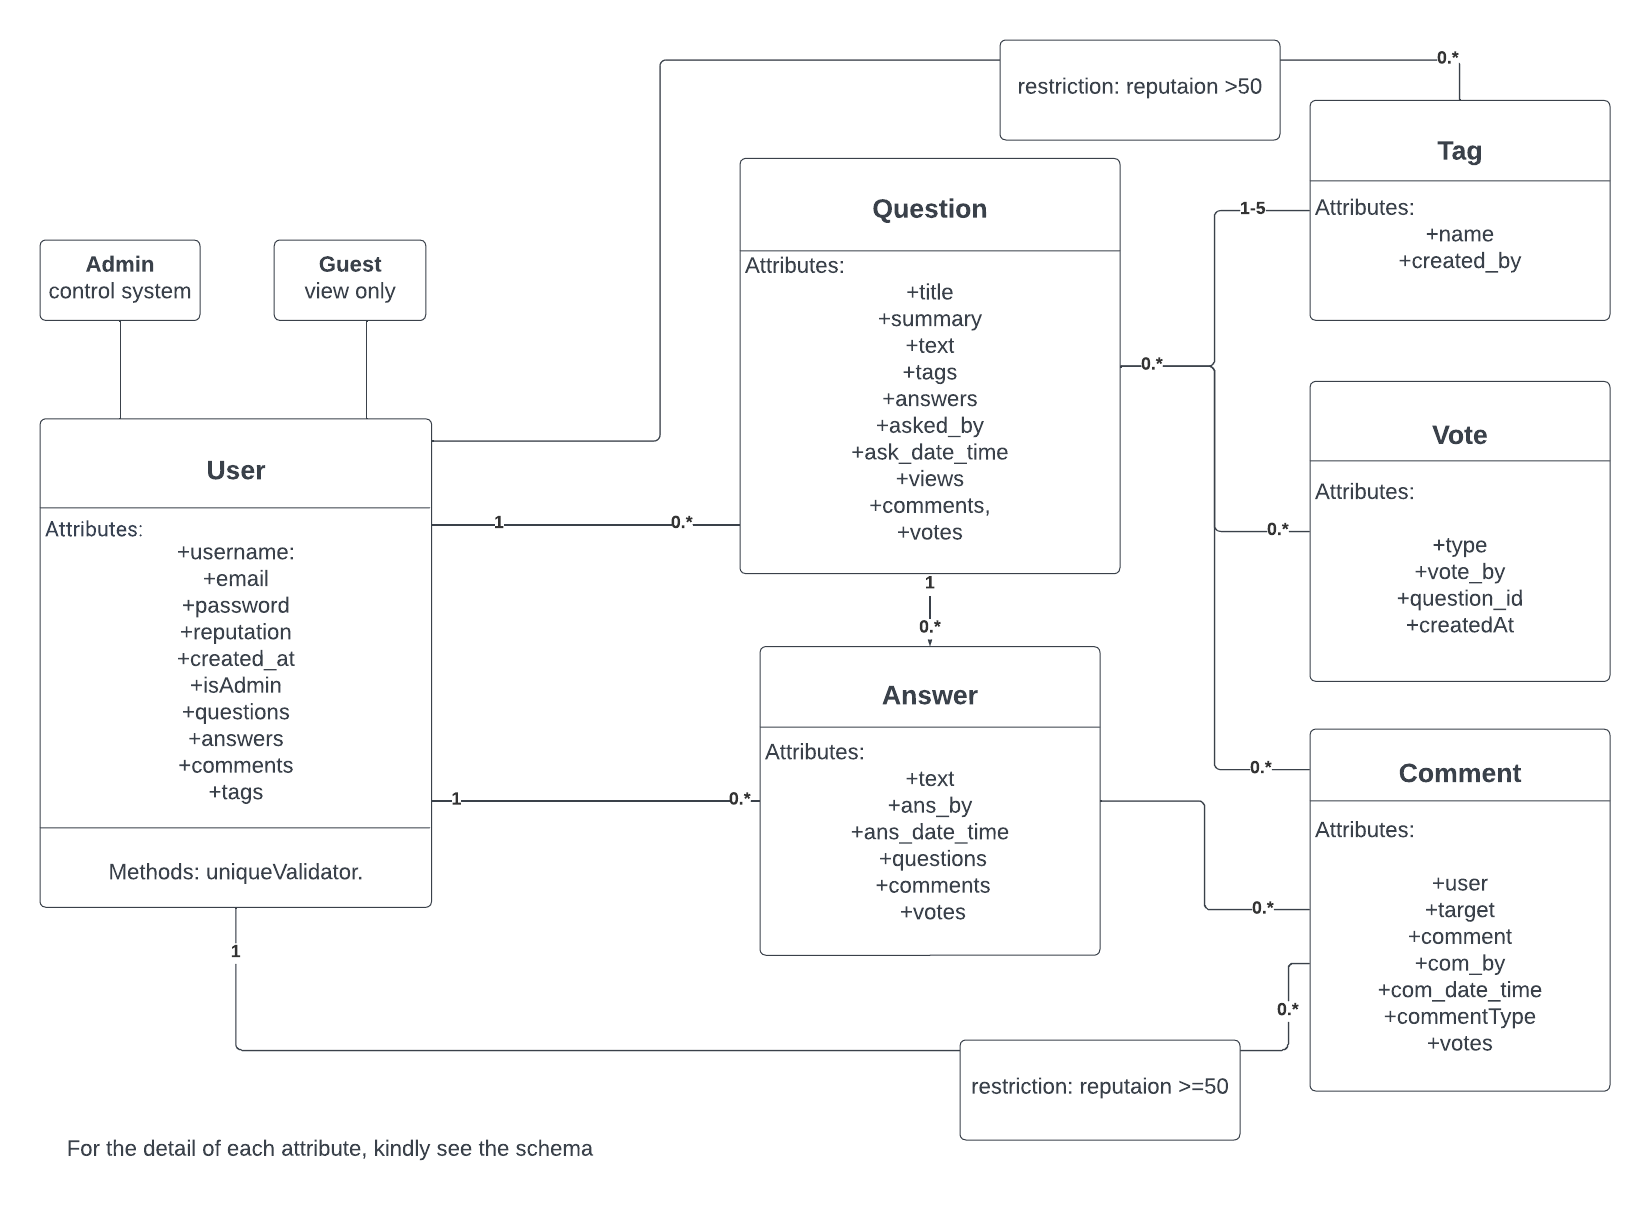 restriction: reputaion >50
0.*
Tag
Attributes:
+name
+created_by
Question
Attributes:
+title
+summary
+text
+tags
+answers
+asked_by
+ask_date_time
+views
+comments,
+votes
1-5
0.*
Admin
control system
Guest
view only
User
Attributes:
+username:
+email
+password
+reputation
+created_at
+isAdmin
+questions
+answers
+comments
+tags
Methods: uniqueValidator.
1
0.*
1
0.*
Vote
Attributes:
+type
+vote_by
+question_id
+createdAt
0.*
Answer
Attributes:
+text
+ans_by
+ans_date_time
+questions
+comments
+votes
1
0.*
0.*
Comment
Attributes:
+user
+target
+comment
+com_by
+com_date_time
+commentType
+votes
0.*
1
0.*
restriction: reputaion >=50
For the detail of each attribute, kindly see the schema